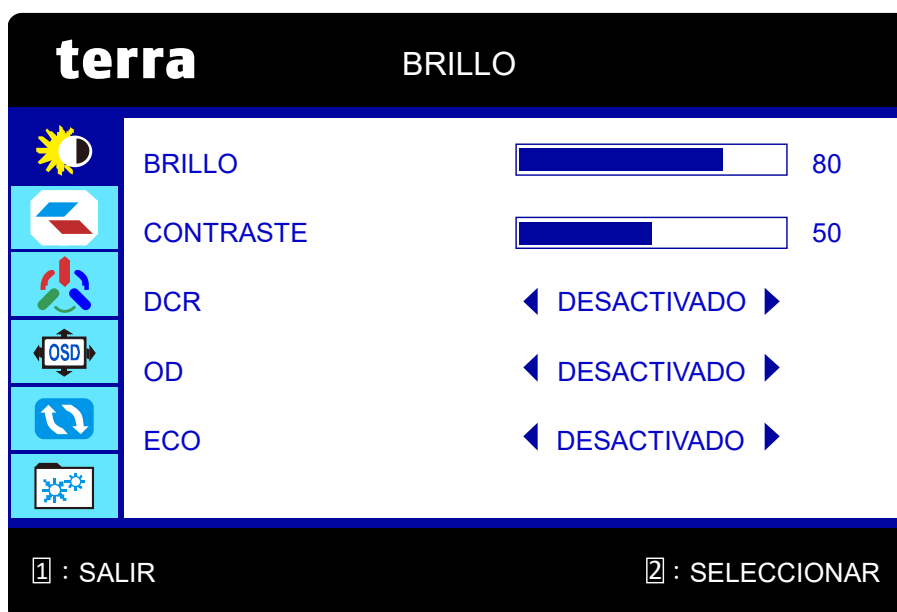 terra BRILLO
BRILLO 80
CONTRASTE 50
DCR DESACTIVADO
OSD
OD DESACTIVADO
ECO DESACTIVADO
1 : SALIR 2 : SELECCIONAR